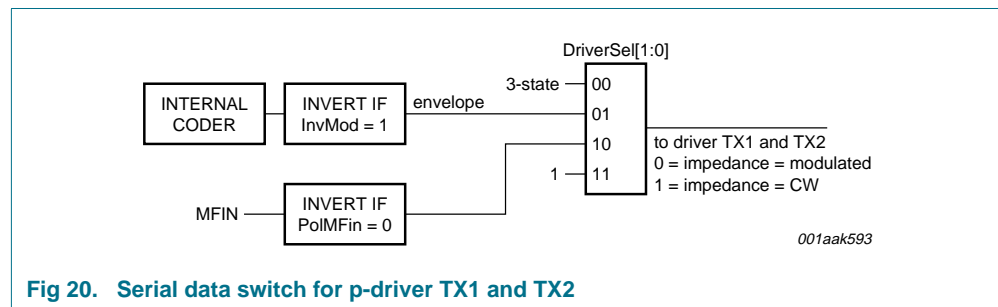 DriverSel[1:0]
3-state
00
INTERNAL
CODER
INVERT IF
InvMod = 1
envelope
01
10
to driver TX1 and TX2
0 = impedance = modulated
1 = impedance = CW
1
11
MFIN
INVERT IF
PolMFin = 0
001aak593
Fig 20. Serial data switch for p-driver TX1 and TX2